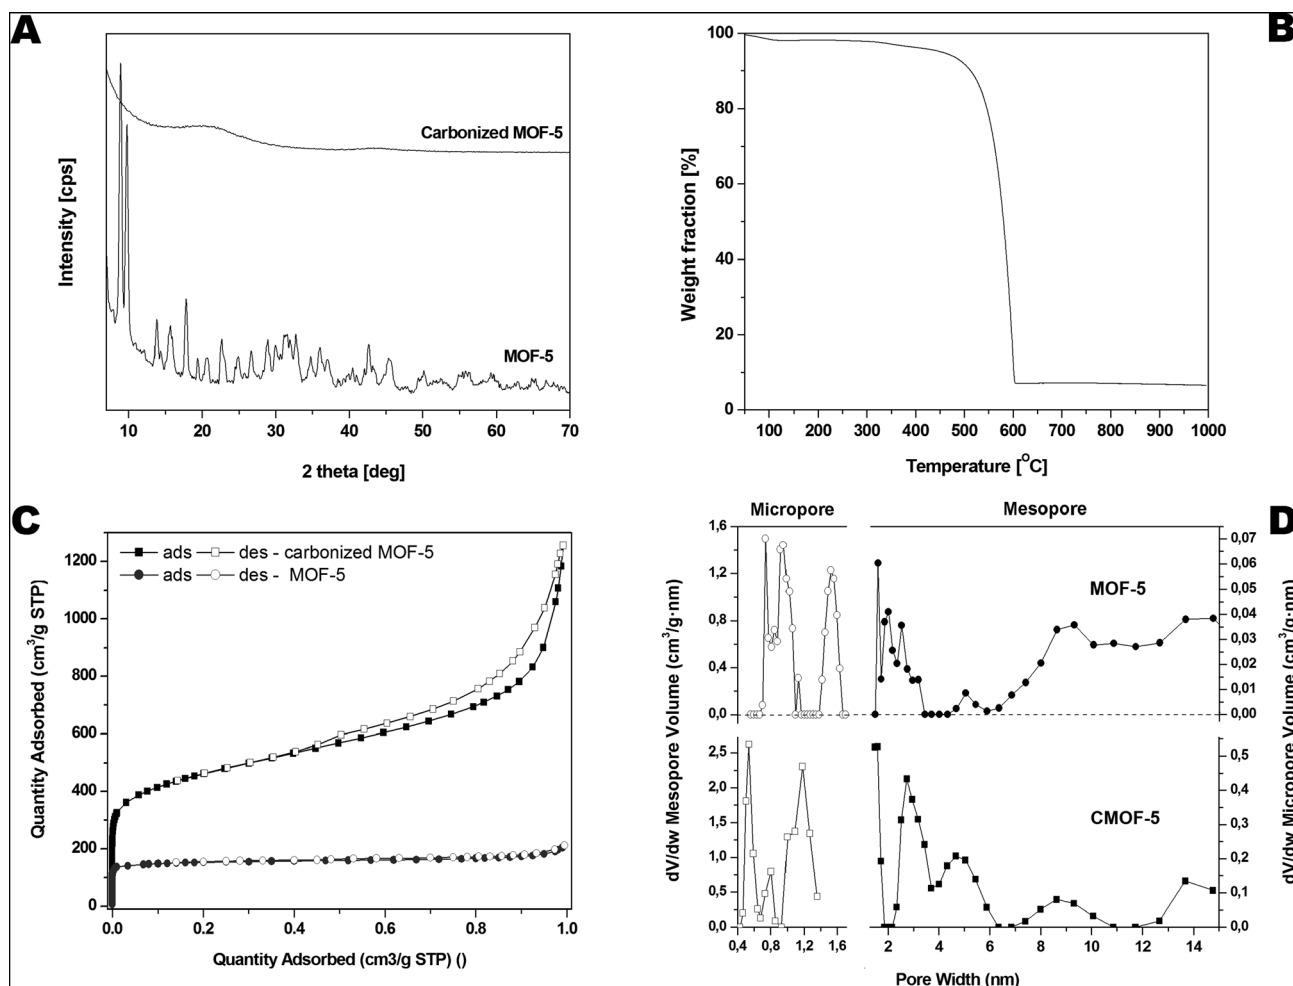 A
Intensity [cps]
Carbonized MOF-5
MOF-5
10 20 30 40 50 60 70
2 theta [deg]
B
Weight fraction [%]
100
80
60
40
20
0
100 200 300 400 500 600 700 800 900 1000
Temperature [°C]
C
Quantity Adsorbed (cm³/g STP)
ads des - carbonized MOF-5
ads des - MOF-5
1200
1000
800
600
400
200
0
0.0 0.2 0.4 0.6 0.8 1.0
Quantity Adsorbed (cm3/g STP) ()
D
Micropore Mesopore
dV/dw Mesopore Volume (cm³/g·nm)
dV/dw Micropore Volume (cm³/g·nm)
MOF-5
1,6
1,2
0,8
0,4
0,0
0,07
0,06
0,05
0,04
0,03
0,02
0,01
0,00
CMOF-5
2,5
2,0
1,5
1,0
0,5
0,0
0,5
0,4
0,3
0,2
0,1
0,0
0,4 0,8 1,2 1,6 2 4 6 8 10 12 14
Pore Width (nm)